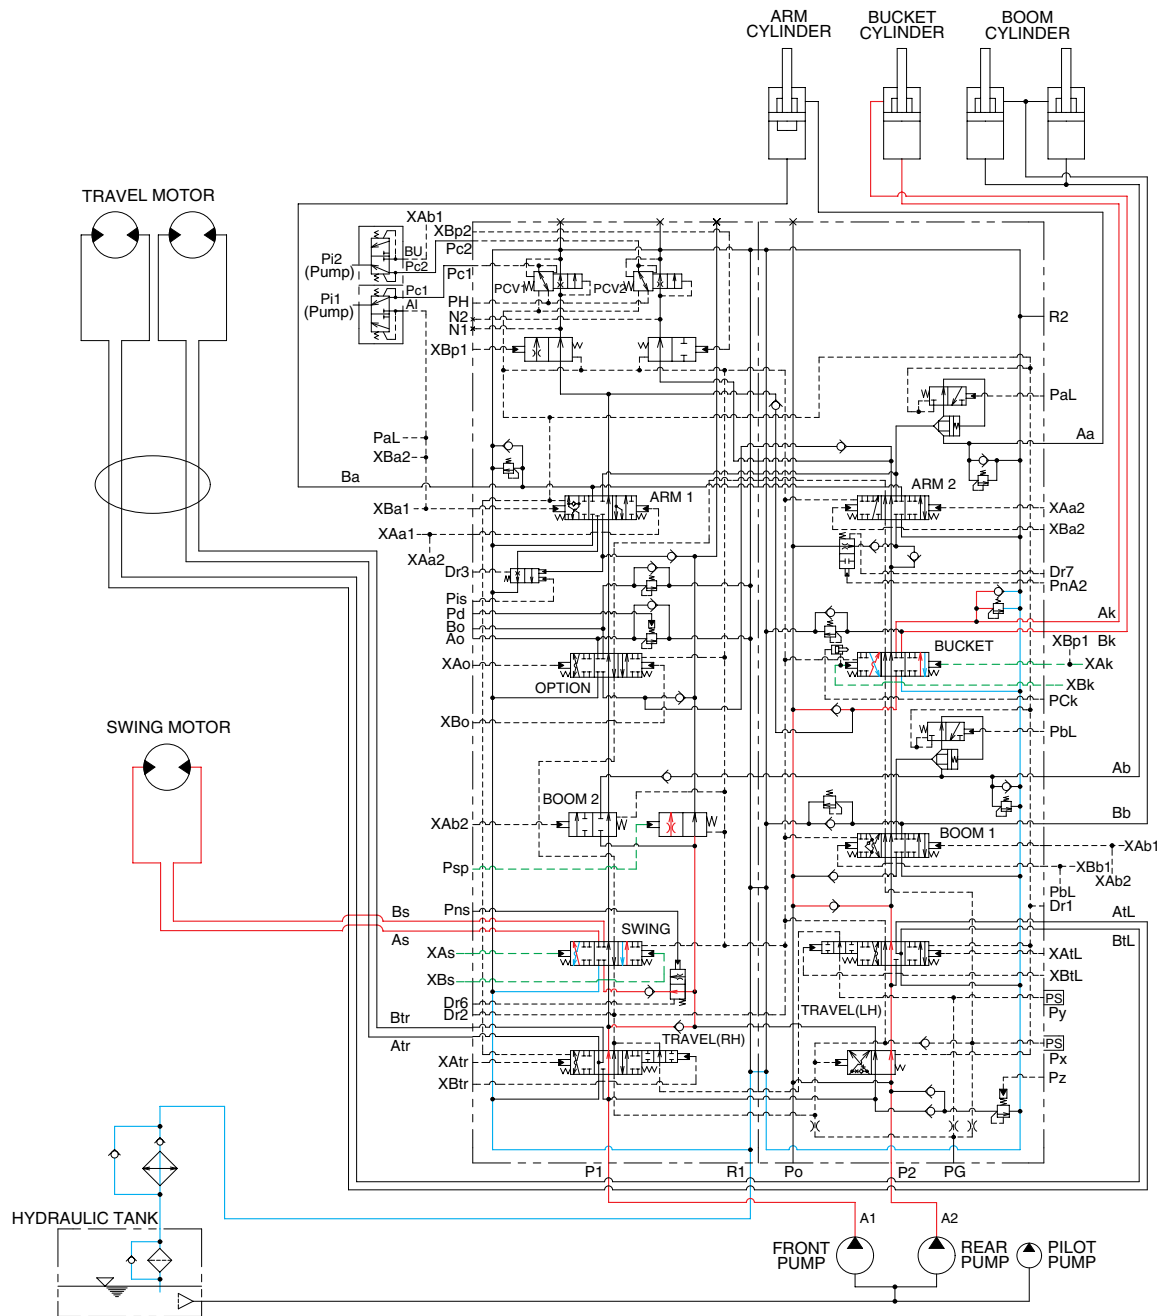 ARM
CYLINDER
BUCKET
CYLINDER
BOOM
CYLINDER
TRAVEL MOTOR
XAb1
XBp2
Pc2
Pc1
BU
Pc2
Pi2
(Pump)
Pc1
AI
Pi1
(Pump)
PCV1
PCV2
PH
N2
N1
XBp1
R2
PaL
PaL
XBa2
Aa
Ba
ARM 1
ARM 2
XBa1
XAa2
XAa1
XBa2
XAa2
Dr3
Dr7
Pis
PnA2
Pd
Bo
Ao
Ak
BUCKET
XBp1 Bk
XAo
XAk
OPTION
XBk
PCk
XBo
PbL
SWING MOTOR
Ab
BOOM 2
Bb
XAb2
BOOM 1
XAb1
Psp
XBb1
XAb2
PbL
Bs
Pns
Dr1
AtL
As
SWING
BtL
XAs
XAtL
XBs
XBtL
Dr6
Dr2
PS
Py
Btr
TRAVEL(LH)
TRAVEL(RH)
Atr
PS
XAtr
Px
XBtr
Pz
P1
R1
Po
P2
PG
HYDRAULIC TANK
A1
A2
FRONT
PUMP
REAR
PUMP
PILOT
PUMP